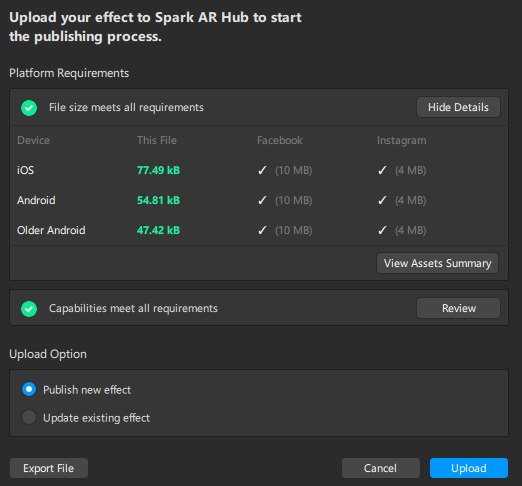 Upload your effect to Spark AR Hub to start
the publishing process.
Platform Requirements
File size meets all requirements
Hide Details
Device This File Facebook Instagram
iOS 77.49 kB ✓ (10 MB) ✓ (4 MB)
Android 54.81 kB ✓ (10 MB) ✓ (4 MB)
Older Android 47.42 kB ✓ (10 MB) ✓ (4 MB)
View Assets Summary
Capabilities meet all requirements
Review
Upload Option
Publish new effect
Update existing effect
Export File Cancel Upload